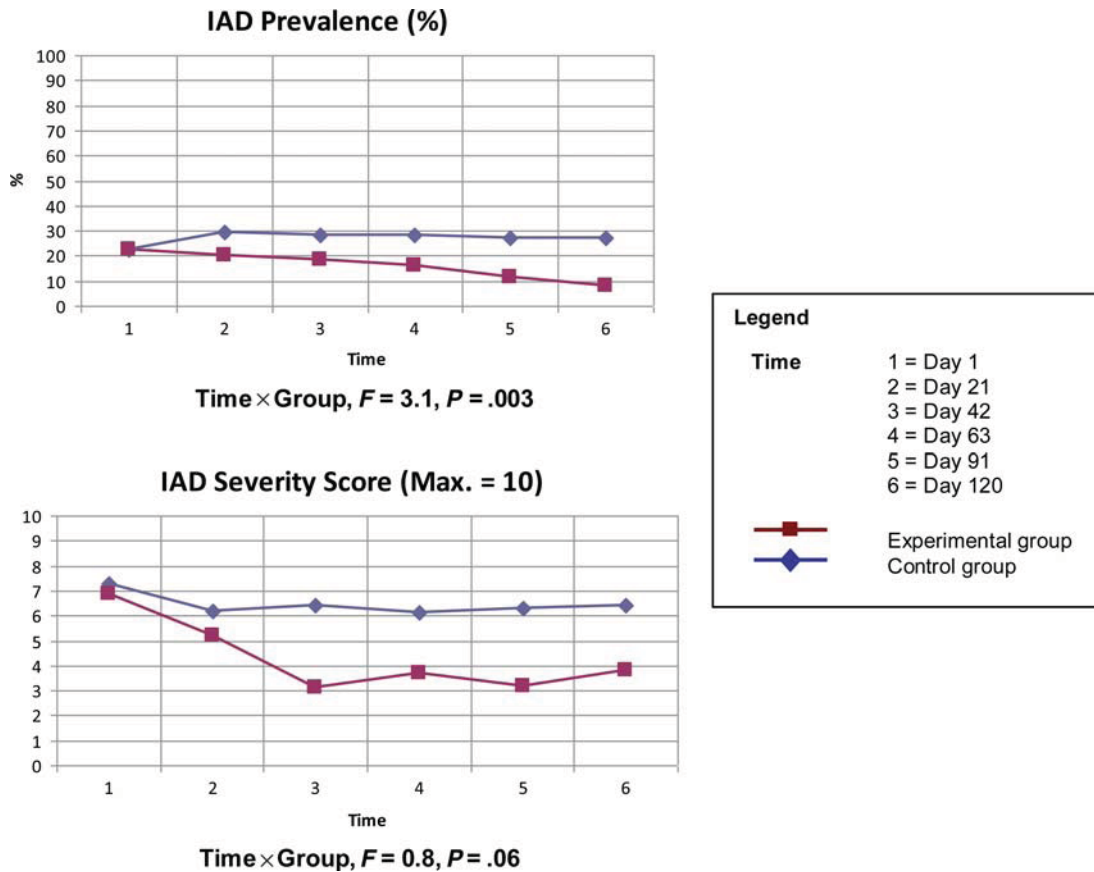 IAD Prevalence (%)
100
90
80
70
60
50
40
30
20
10
0
%
1 2 3 4 5 6
Time
Time × Group, F = 3.1, P = .003
IAD Severity Score (Max. = 10)
10
9
8
7
6
5
4
3
2
1
0
1 2 3 4 5 6
Time
Time × Group, F = 0.8, P = .06
Legend
Time 1 = Day 1
2 = Day 21
3 = Day 42
4 = Day 63
5 = Day 91
6 = Day 120
Experimental group
Control group